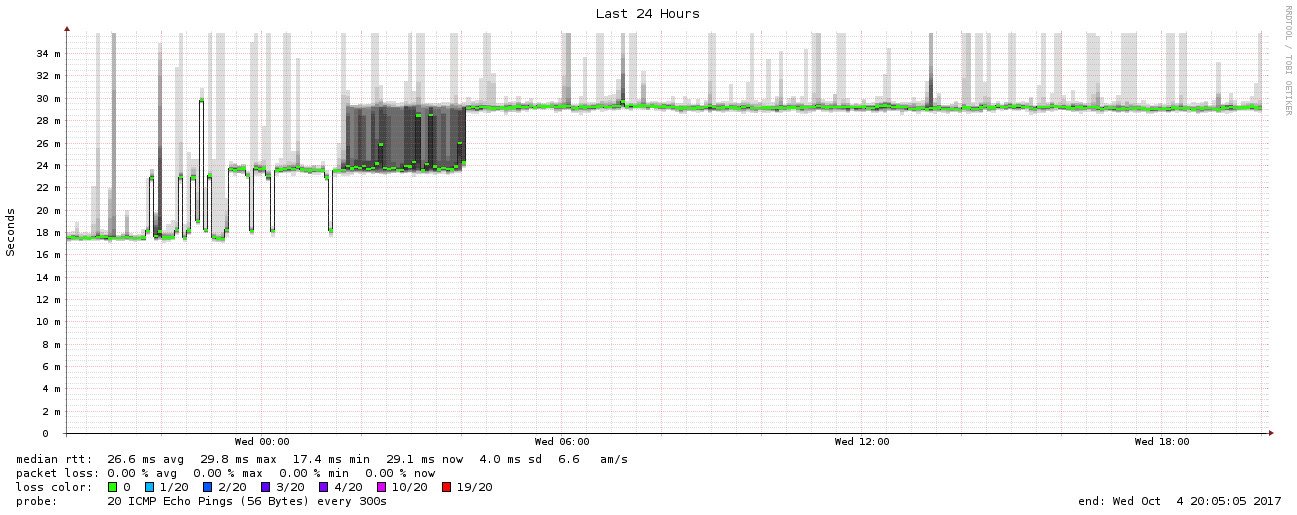 Last 24 Hours
RRDTOOL / TOBI OETIKER
Seconds
34 m
32 m
30 m
28 m
26 m
24 m
22 m
20 m
18 m
16 m
14 m
12 m
10 m
8 m
6 m
4 m
2 m
0
Wed 00:00 Wed 06:00 Wed 12:00 Wed 18:00
median rtt: 26.6 ms avg 29.8 ms max 17.4 ms min 29.1 ms now 4.0 ms sd 6.6 am/s
packet loss: 0.00 % avg 0.00 % max 0.00 % min 0.00 % now
loss color: 0 1/20 2/20 3/20 4/20 10/20 19/20
probe: 20 ICMP Echo Pings (56 Bytes) every 300s end: Wed Oct 4 20:05:05 2017